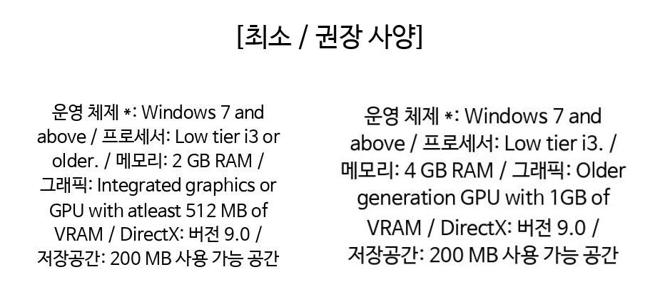 [최소 / 권장 사양]
운영 체제 *: Windows 7 and
above / 프로세서: Low tier i3 or
older. / 메모리: 2 GB RAM /
그래픽: Integrated graphics or
GPU with atleast 512 MB of
VRAM / DirectX: 버전 9.0 /
저장공간: 200 MB 사용 가능 공간
운영 체제 *: Windows 7 and
above / 프로세서: Low tier i3. /
메모리: 4 GB RAM / 그래픽: Older
generation GPU with 1GB of
VRAM / DirectX: 버전 9.0 /
저장공간: 200 MB 사용 가능 공간